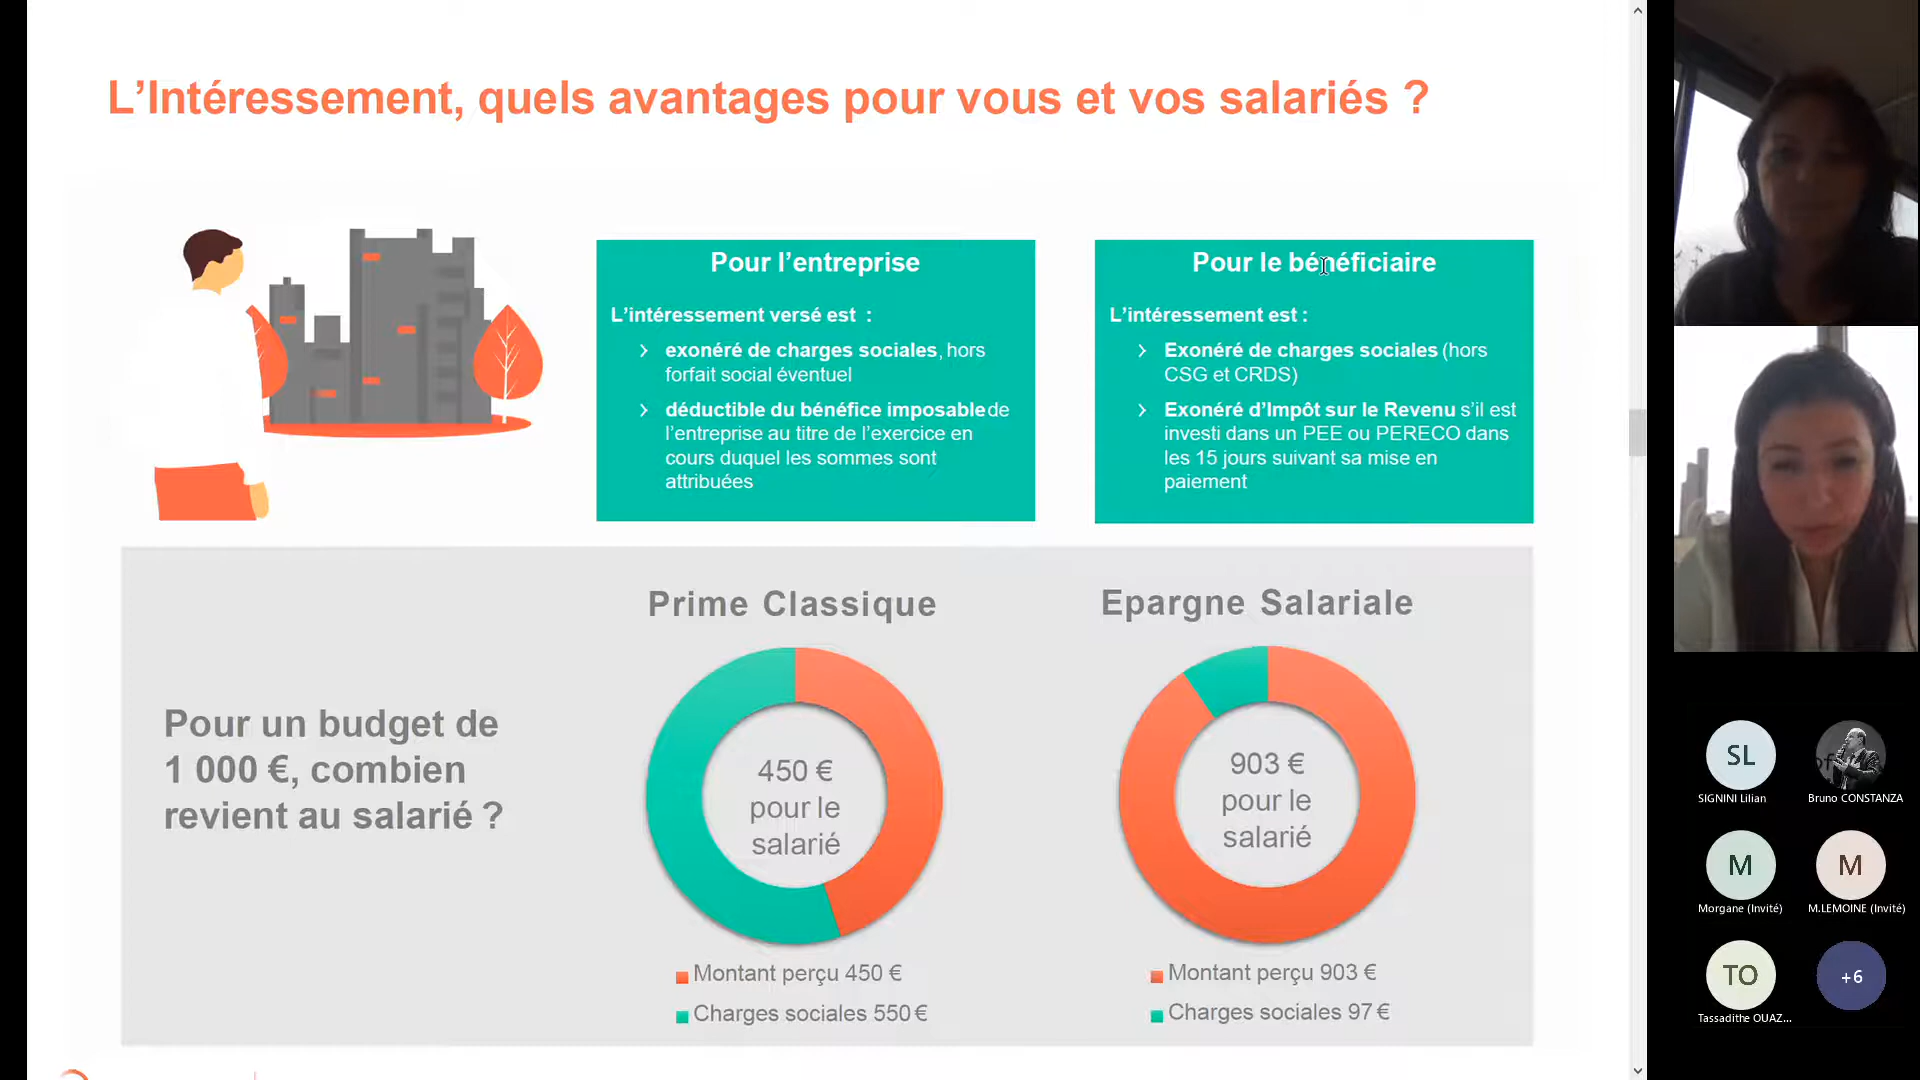 L'Intéressement, quels avantages pour vous et vos salariés ?
Pour l'entreprise
L'intéressement versé est :
exonéré de charges sociales, hors
forfait social éventuel
déductible du bénéfice imposable de
l'entreprise au titre de l'exercice en
cours duquel les sommes sont
attribuées
Pour le bénéficiaire
L'intéressement est :
Exonéré de charges sociales (hors
CSG et CRDS)
Exonéré d'Impôt sur le Revenu s'il est
investi dans un PEE ou PERECO dans
les 15 jours suivant sa mise en
paiement
Pour un budget de
1 000 €, combien
revient au salarié ?
Prime Classique
450 €
pour le
salarié
Montant perçu 450 €
Charges sociales 550 €
Epargne Salariale
903 €
pour le
salarié
Montant perçu 903 €
Charges sociales 97 €
SL
SIGNINI Lilian
Bruno CONSTANZA
M
Morgane (Invité)
M
M.LEMOINE (Invité)
TO
Tassadithe OUAZ...
+6